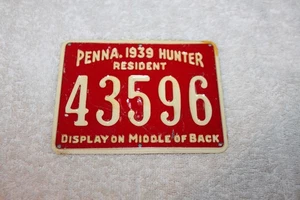 PENNA. 1939 HUNTER
RESIDENT
43596
DISPLAY ON MIDDLE OF BACK